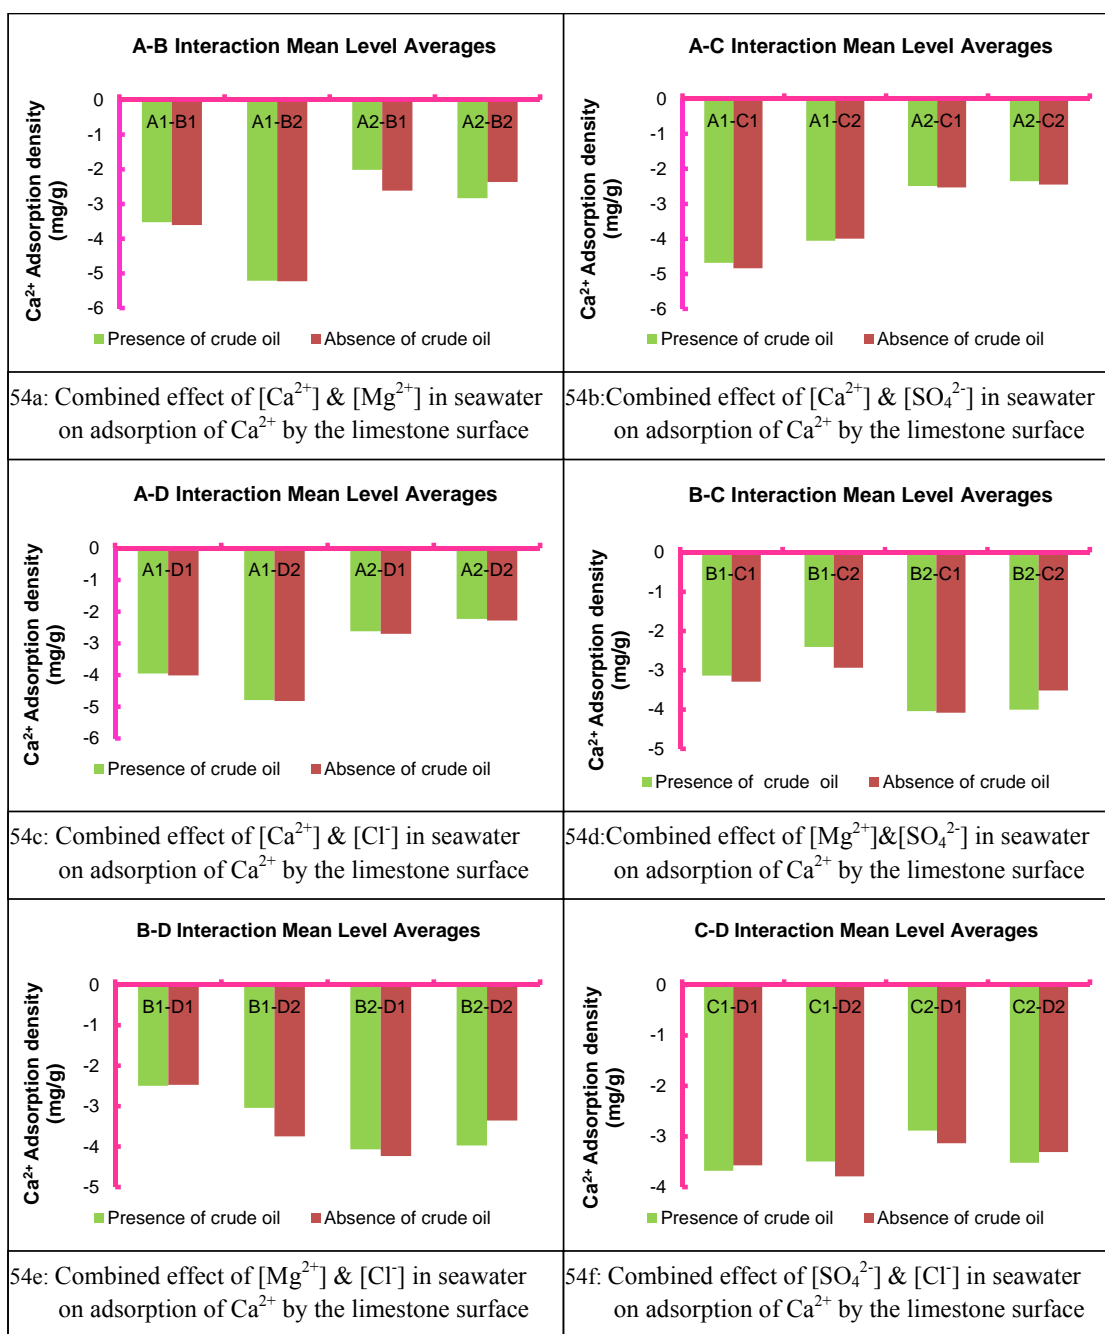 A-B Interaction Mean Level Averages
Ca²⁺ Adsorption density
(mg/g)
0
-1
-2
-3
-4
-5
-6
A1-B1 A1-B2 A2-B1 A2-B2
Presence of crude oil Absence of crude oil
54a: Combined effect of [Ca²⁺] & [Mg²⁺] in seawater
on adsorption of Ca²⁺ by the limestone surface
A-C Interaction Mean Level Averages
Ca²⁺ Adsorption density
(mg/g)
0
-1
-2
-3
-4
-5
-6
A1-C1 A1-C2 A2-C1 A2-C2
Presence of crude oil Absence of crude oil
54b:Combined effect of [Ca²⁺] & [SO₄²⁻] in seawater
on adsorption of Ca²⁺ by the limestone surface
A-D Interaction Mean Level Averages
Ca²⁺ Adsorption density
(mg/g)
0
-1
-2
-3
-4
-5
-6
A1-D1 A1-D2 A2-D1 A2-D2
Presence of crude oil Absence of crude oil
54c: Combined effect of [Ca²⁺] & [Cl⁻] in seawater
on adsorption of Ca²⁺ by the limestone surface
B-C Interaction Mean Level Averages
Ca²⁺ Adsorption density
(mg/g)
0
-1
-2
-3
-4
-5
B1-C1 B1-C2 B2-C1 B2-C2
Presence of crude oil Absence of crude oil
54d:Combined effect of [Mg²⁺]&[SO₄²⁻] in seawater
on adsorption of Ca²⁺ by the limestone surface
B-D Interaction Mean Level Averages
Ca²⁺ Adsorption density
(mg/g)
0
-1
-2
-3
-4
-5
B1-D1 B1-D2 B2-D1 B2-D2
Presence of crude oil Absence of crude oil
54e: Combined effect of [Mg²⁺] & [Cl⁻] in seawater
on adsorption of Ca²⁺ by the limestone surface
C-D Interaction Mean Level Averages
Ca²⁺ Adsorption density
(mg/g)
0
-1
-2
-3
-4
C1-D1 C1-D2 C2-D1 C2-D2
Presence of crude oil Absence of crude oil
54f: Combined effect of [SO₄²⁻] & [Cl⁻] in seawater
on adsorption of Ca²⁺ by the limestone surface